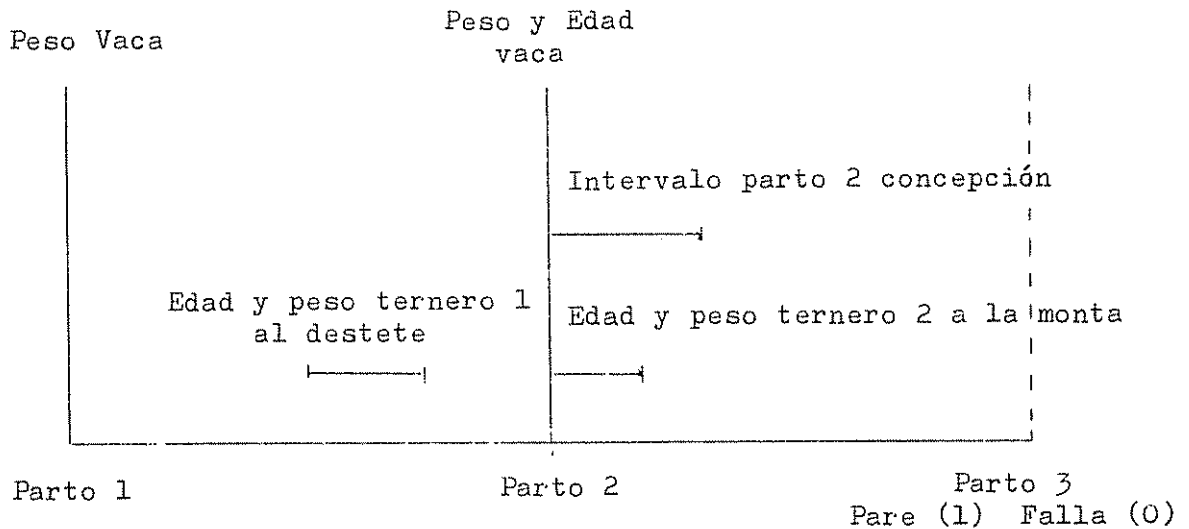 Peso Vaca
Peso y Edad
vaca
Intervalo parto 2 concepción
Edad y peso ternero 1
al destete
Edad y peso ternero 2 a la monta
Parto 1
Parto 2
Parto 3
Pare (1) Falla (0)